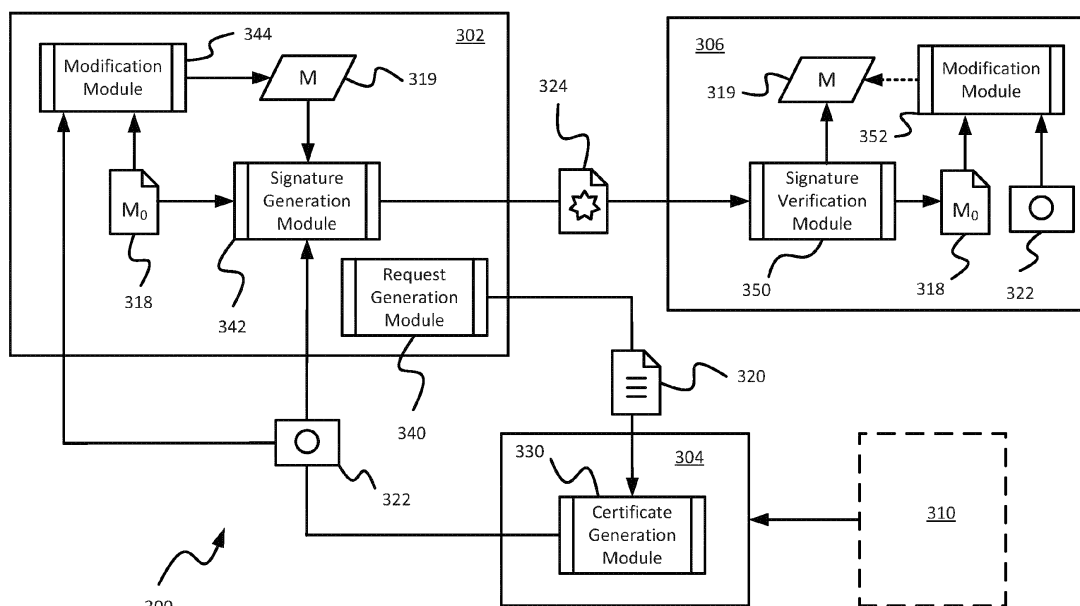 302
344
Modification
Module
M
319
Signature
Generation
Module
M₀
318
342
Request
Generation
Module
340
324
306
M
319
Modification
Module
352
Signature
Verification
Module
350
M₀
318
322
320
322
330
304
Certificate
Generation
Module
310